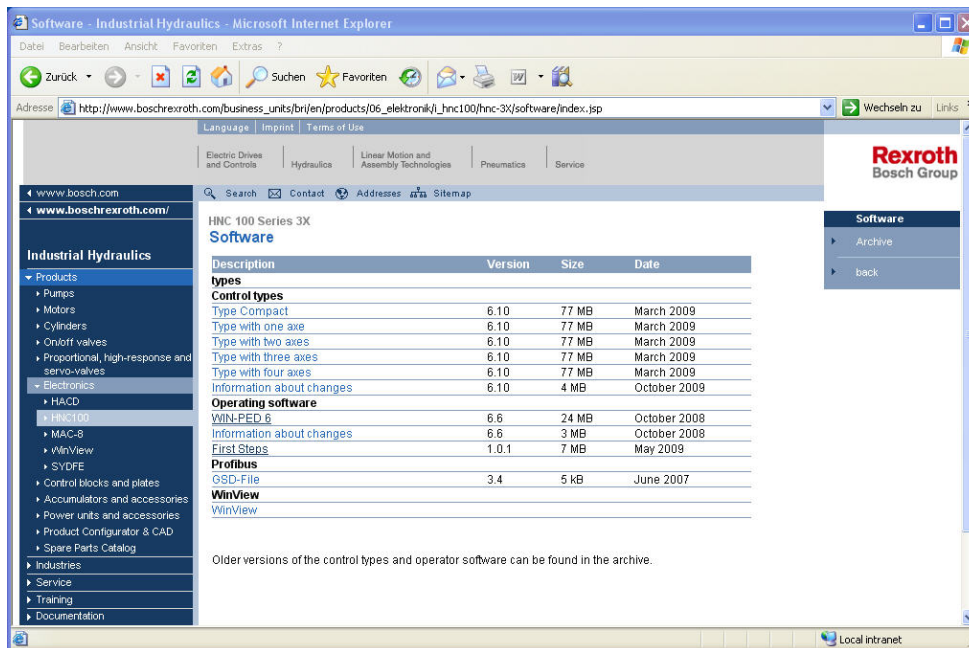 Software - Industrial Hydraulics - Microsoft Internet Explorer
Datei Bearbeiten Ansicht Favoriten Extras ?
Zurück Suchen Favoriten
Adresse http://www.boschrexroth.com/business_units/bri/en/products/06_elektronik/i_hnc100/hnc-3X/software/index.jsp Wechseln zu Links
Language | Imprint | Terms of Use
Electric Drives and Controls | Hydraulics | Linear Motion and Assembly Technologies | Pneumatics | Service
Rexroth
Bosch Group
www.bosch.com
Search Contact Addresses Sitemap
www.boschrexroth.com/
Industrial Hydraulics
Products
Pumps
Motors
Cylinders
On/off valves
Proportional, high-response and
servo-valves
Electronics
HACD
HNC100
MAC-8
WinView
SYDFE
Control blocks and plates
Accumulators and accessories
Power units and accessories
Product Configurator & CAD
Spare Parts Catalog
Industries
Service
Training
Documentation
HNC 100 Series 3X
Software
Description Version Size Date
types
Control types
Type Compact 6.10 77 MB March 2009
Type with one axe 6.10 77 MB March 2009
Type with two axes 6.10 77 MB March 2009
Type with three axes 6.10 77 MB March 2009
Type with four axes 6.10 77 MB March 2009
Information about changes 6.10 4 MB October 2009
Operating software
WIN-PED 6 6.6 24 MB October 2008
Information about changes 6.6 3 MB October 2008
First Steps 1.0.1 7 MB May 2009
Profibus
GSD-File 3.4 5 kB June 2007
WinView
WinView
Older versions of the control types and operator software can be found in the archive.
Software
Archive
back
Local intranet